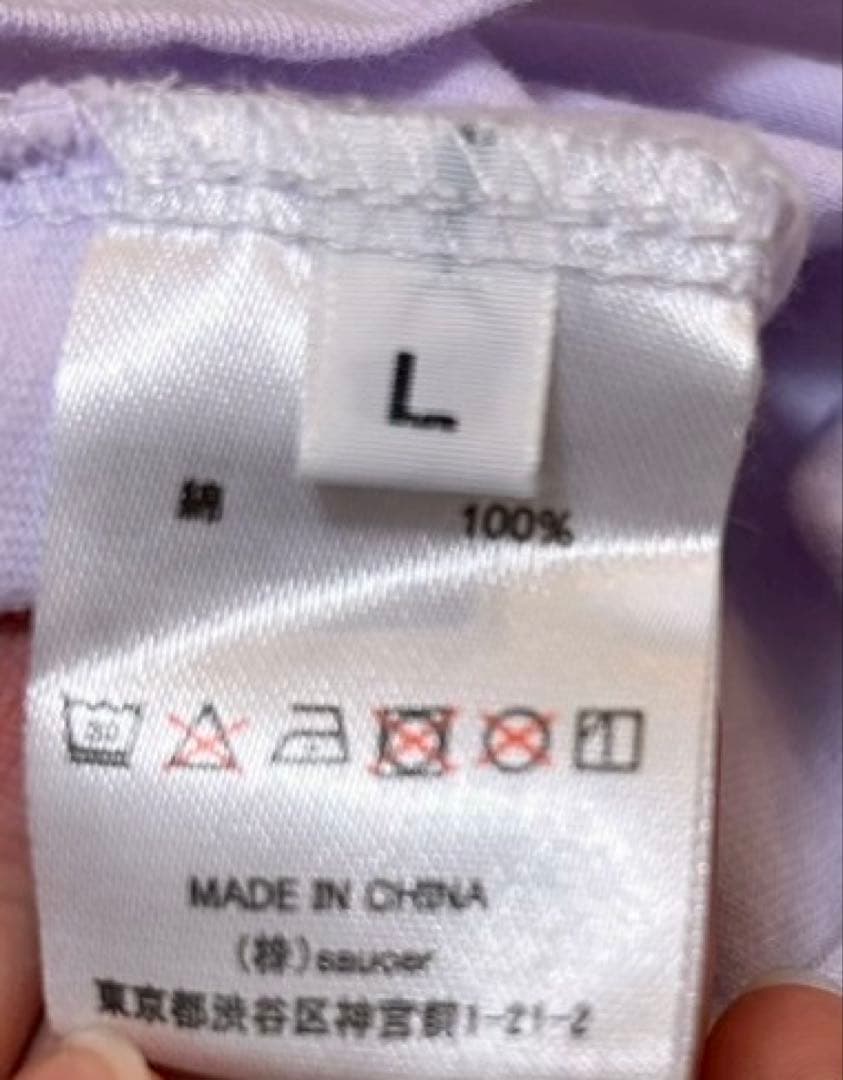 L
綿 100%
30
MADE IN CHINA
(株)saucer
東京都渋谷区神宮前1-21-2